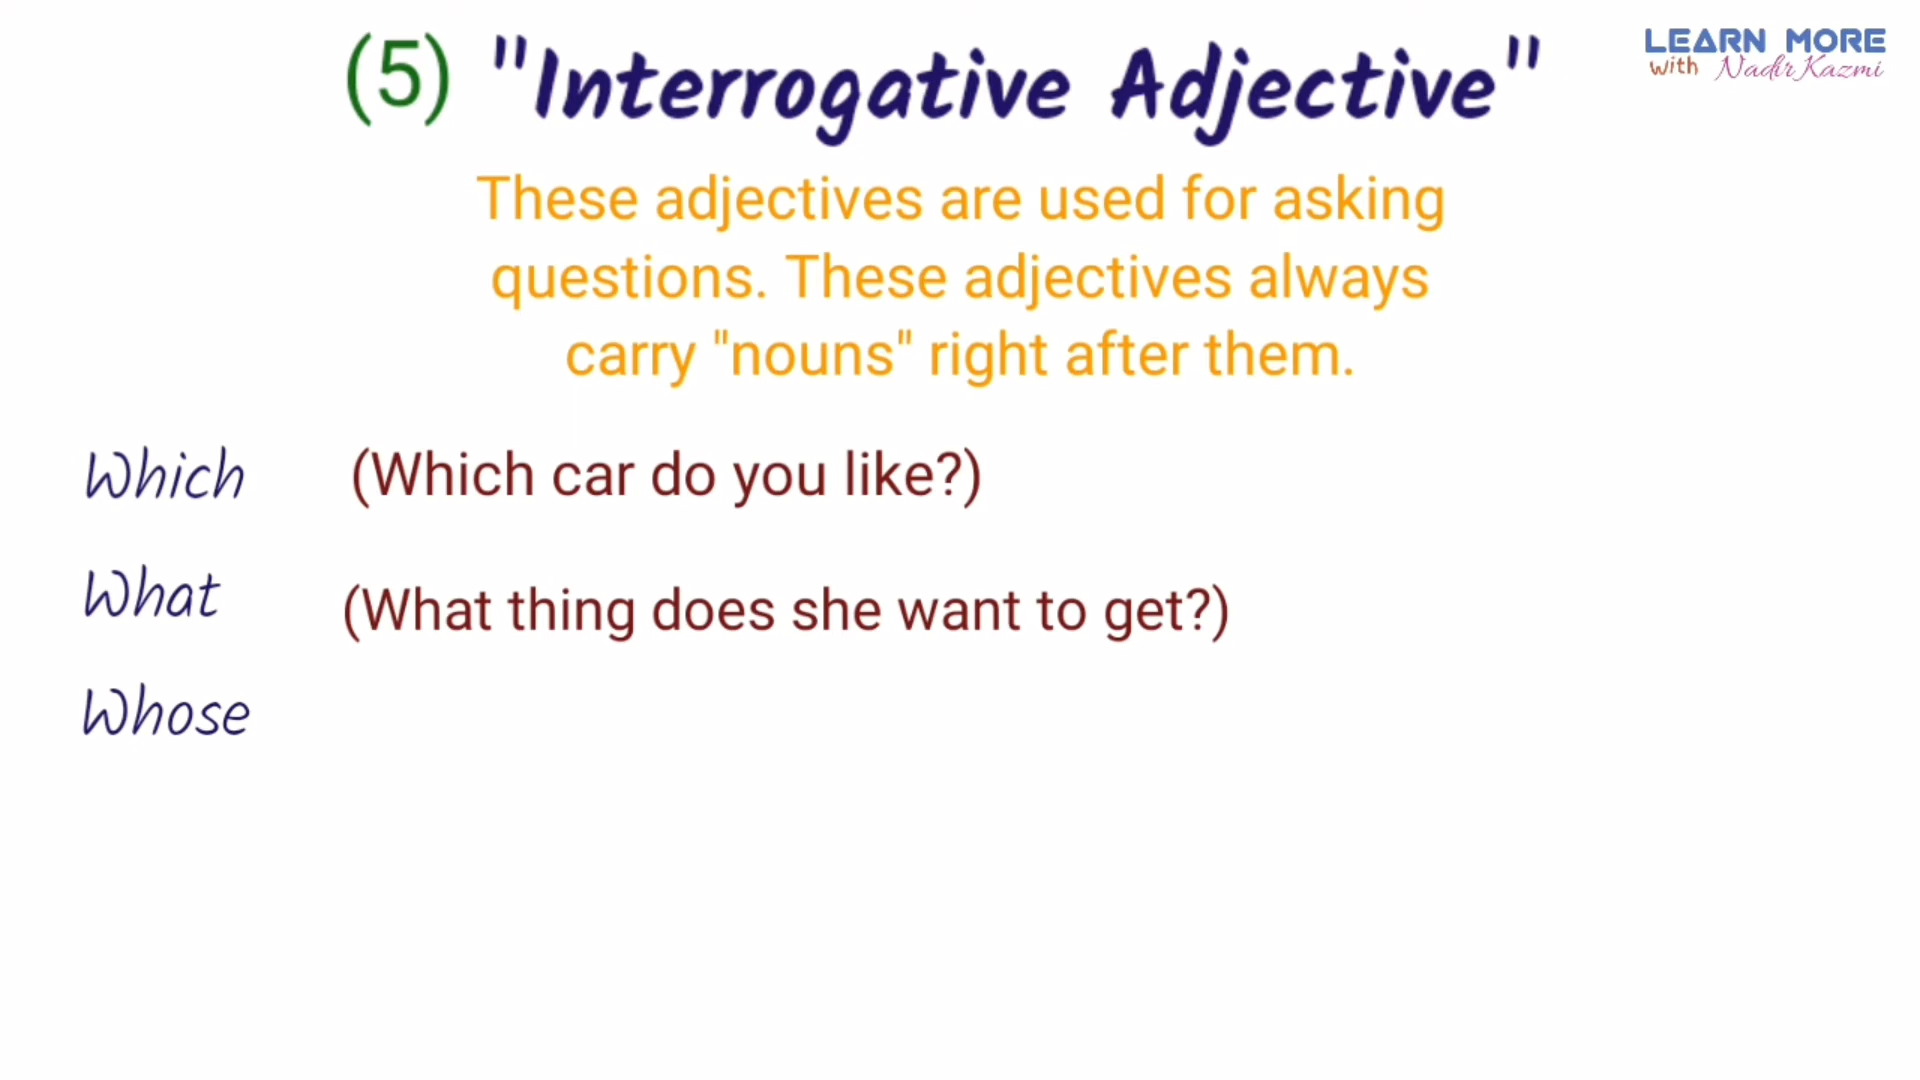 (5) "Interrogative Adjective"
LEARN MORE
with Nadir Kazmi
These adjectives are used for asking
questions. These adjectives always
carry "nouns" right after them.
Which (Which car do you like?)
What (What thing does she want to get?)
Whose